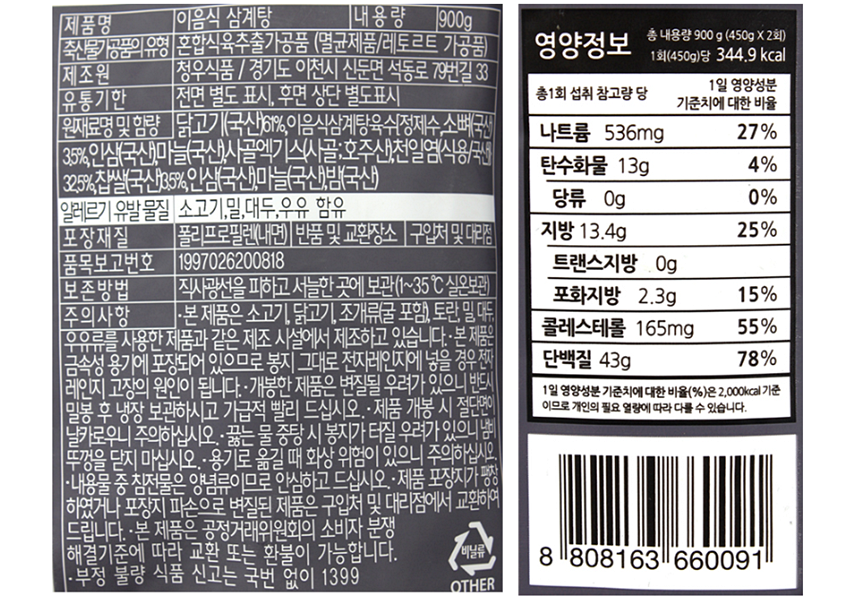 제품명 이음식 삼계탕 내용량 900g
축산물가공품의 유형 혼합식육추출가공품 (멸균제품/레토르트 가공품)
제조원 청우식품 / 경기도 이천시 신둔면 석동로 79번길 33
유통기한 전면 별도 표시, 후면 상단 별도표시
원재료명 및 함량 닭고기(국산)61%,이음식삼계탕육수{정제수,소뼈(국산)
3.5%,인삼(국산),마늘(국산),사골엑기스(사골;호주산),천일염(식용/국산)}
32.5%,찹쌀(국산)3.5%,인삼(국산),마늘(국산),밤(국산)
알레르기 유발 물질 소고기,밀,대두,우유 함유
포장재질 폴리프로필렌(내면) 반품 및 교환장소 구입처 및 대리점
품목보고번호 1997026200818
보존방법 직사광선을 피하고 서늘한 곳에 보관(1~35℃ 실온보관)
주의사항 ·본 제품은 소고기, 닭고기, 조개류(굴 포함), 토란, 밀, 대두,
우유류를 사용한 제품과 같은 제조 시설에서 제조하고 있습니다.·본 제품은
금속성 용기에 포장되어 있으므로 봉지 그대로 전자레인지에 넣을 경우 전자
레인지 고장의 원인이 됩니다.·개봉한 제품은 변질될 우려가 있으니 반드시
밀봉 후 냉장 보관하시고 가급적 빨리 드십시오.·제품 개봉 시 절단면이
날카로우니 주의하십시오.·끓는 물 중탕 시 봉지가 터질 우려가 있으니 냄비
뚜껑을 닫지 마십시오.·용기로 옮길 때 화상 위험이 있으니 주의하십시오.
·내용물 중 침전물은 양념류이므로 안심하고 드십시오.·제품 포장지가 팽창
하였거나 포장지 파손으로 변질된 제품은 구입처 및 대리점에서 교환하여
드립니다.·본 제품은 공정거래위원회의 소비자 분쟁
해결기준에 따라 교환 또는 환불이 가능합니다.
·부정 불량 식품 신고는 국번 없이 1399
비닐류
OTHER
영양정보 총 내용량 900 g (450g X 2회)
1회(450g)당 344.9 kcal
총1회 섭취 참고량 당 1일 영양성분
기준치에 대한 비율
나트륨 536mg 27%
탄수화물 13g 4%
당류 0g 0%
지방 13.4g 25%
트랜스지방 0g
포화지방 2.3g 15%
콜레스테롤 165mg 55%
단백질 43g 78%
1일 영양성분 기준치에 대한 비율(%)은 2,000kcal 기준
이므로 개인의 필요 열량에 따라 다를 수 있습니다.
8 808163 660091